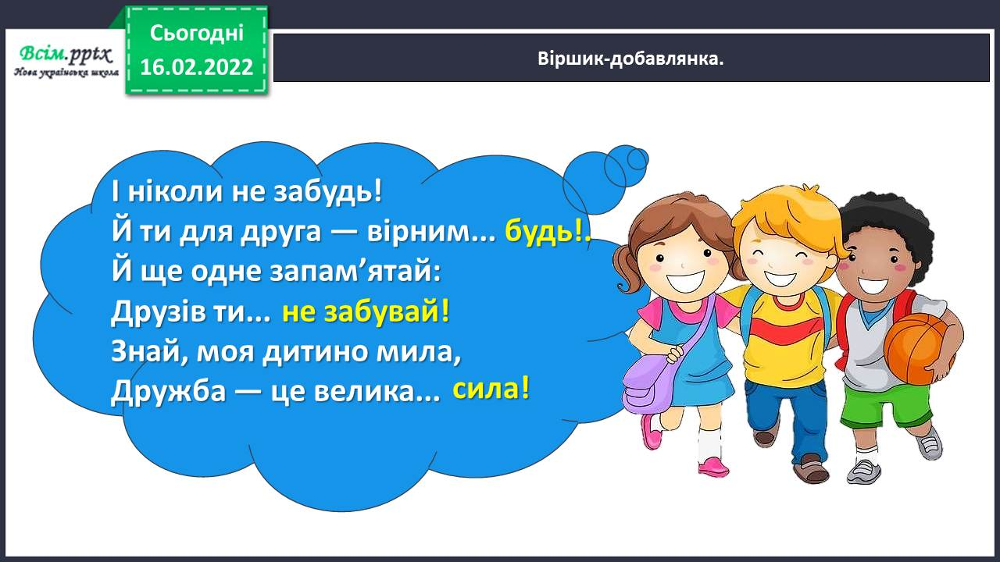 Всім.pptx
Нова українська школа
Сьогодні
16.02.2022
Віршик-добавлянка.
І ніколи не забудь!
Й ти для друга — вірним... будь!.
Й ще одне запам’ятай:
Друзів ти... не забувай!
Знай, моя дитино мила,
Дружба — це велика... сила!